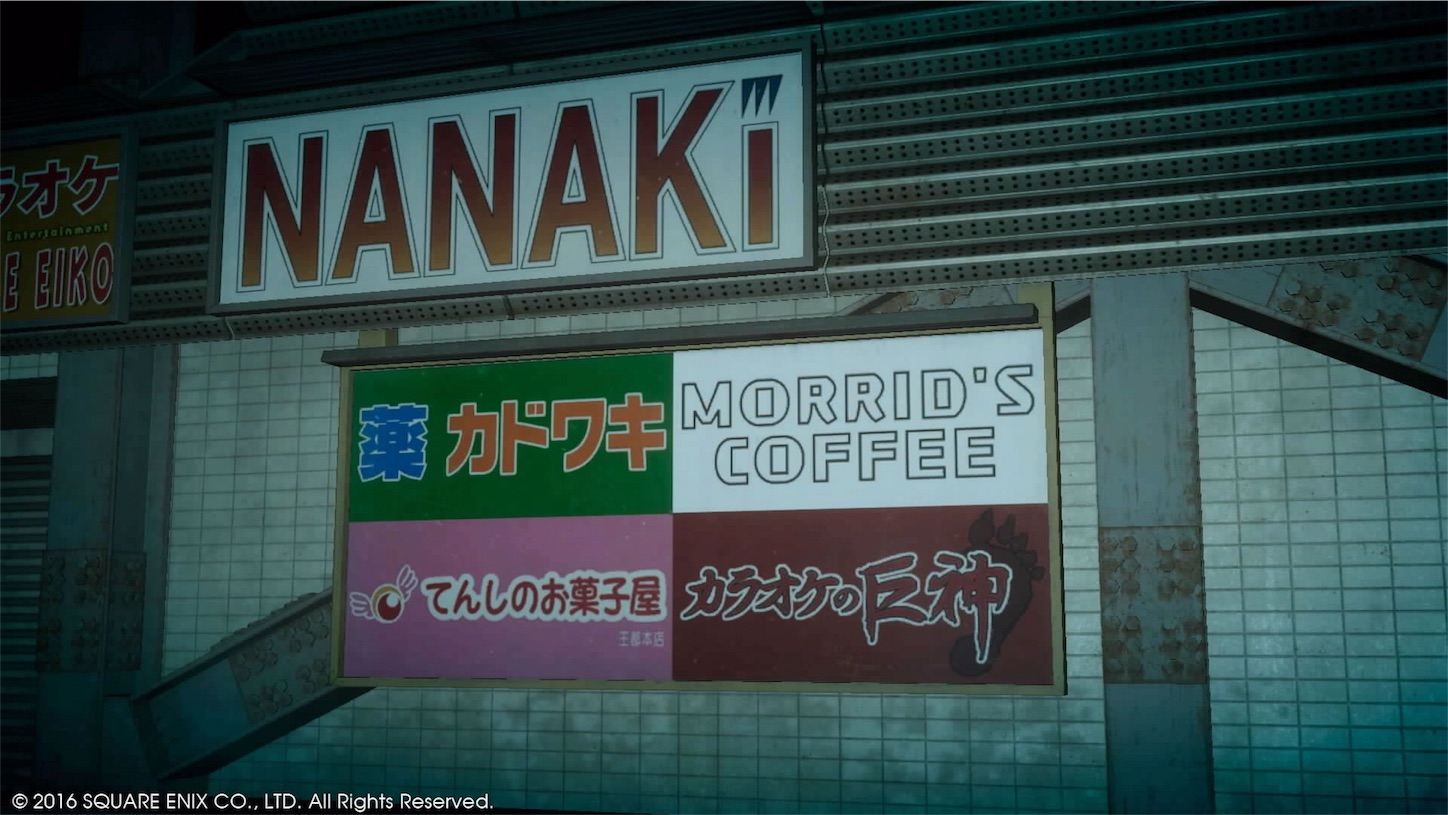 NANAKi
ラオケ
Entertainment
E EIKO
薬 カドワキ
MORRID'S
COFFEE
てんしのお菓子屋
王都本店
カラオケの巨神
© 2016 SQUARE ENIX CO., LTD. All Rights Reserved.